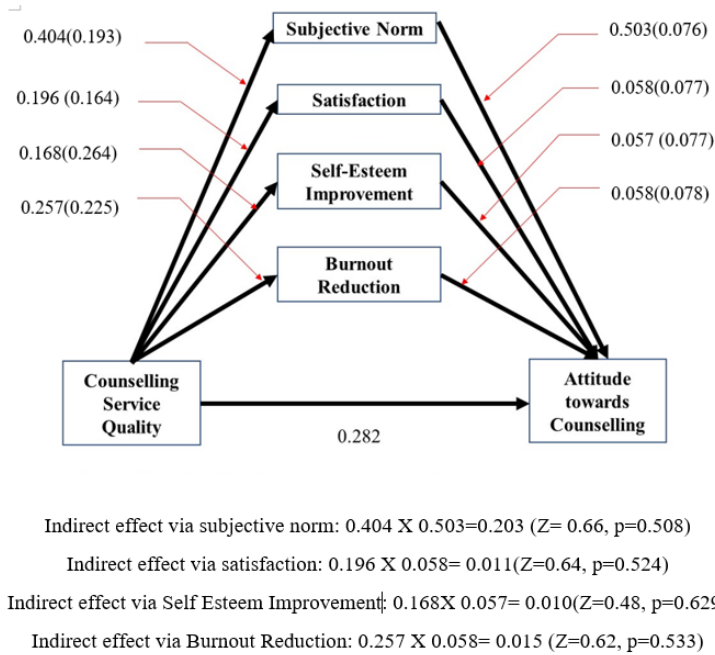 Subjective Norm
0.404(0.193)
0.503(0.076)
Satisfaction
0.196 (0.164)
0.058(0.077)
Self-Esteem
Improvement
0.168(0.264)
0.057 (0.077)
Burnout
Reduction
0.257(0.225)
0.058(0.078)
Counselling
Service
Quality
Attitude
towards
Counselling
0.282
Indirect effect via subjective norm: 0.404 X 0.503=0.203 (Z= 0.66, p=0.508)
Indirect effect via satisfaction: 0.196 X 0.058= 0.011(Z=0.64, p=0.524)
Indirect effect via Self Esteem Improvement: 0.168X 0.057= 0.010(Z=0.48, p=0.629
Indirect effect via Burnout Reduction: 0.257 X 0.058= 0.015 (Z=0.62, p=0.533)